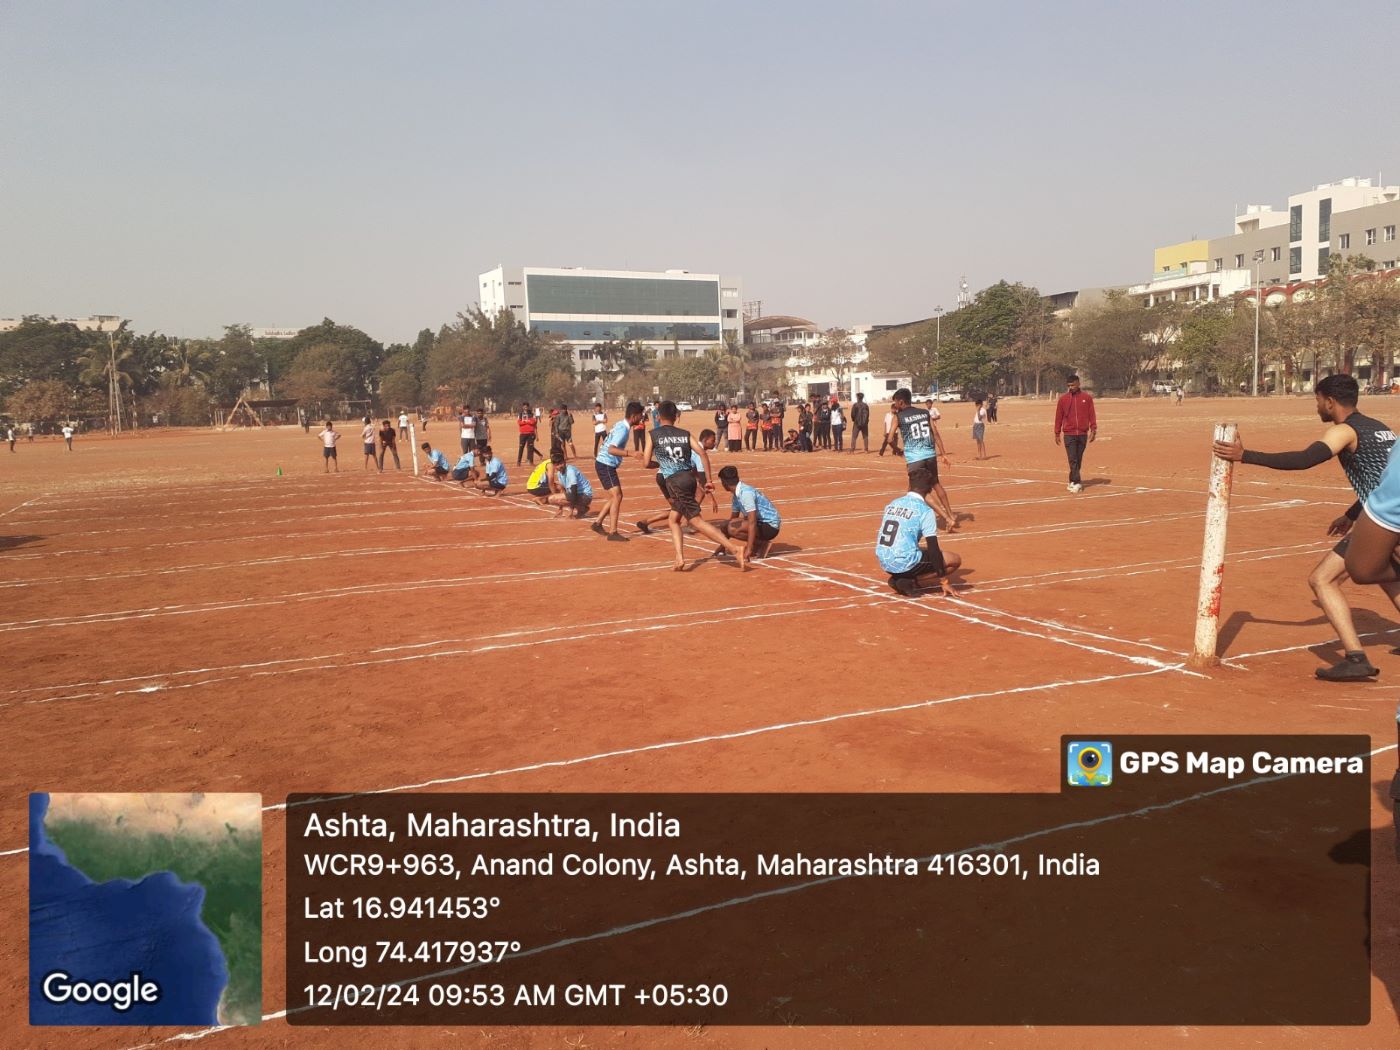 GANESH
KESHAV
05
9
GPS Map Camera
Ashta, Maharashtra, India
WCR9+963, Anand Colony, Ashta, Maharashtra 416301, India
Lat 16.941453°
Long 74.417937°
12/02/24 09:53 AM GMT +05:30
Google